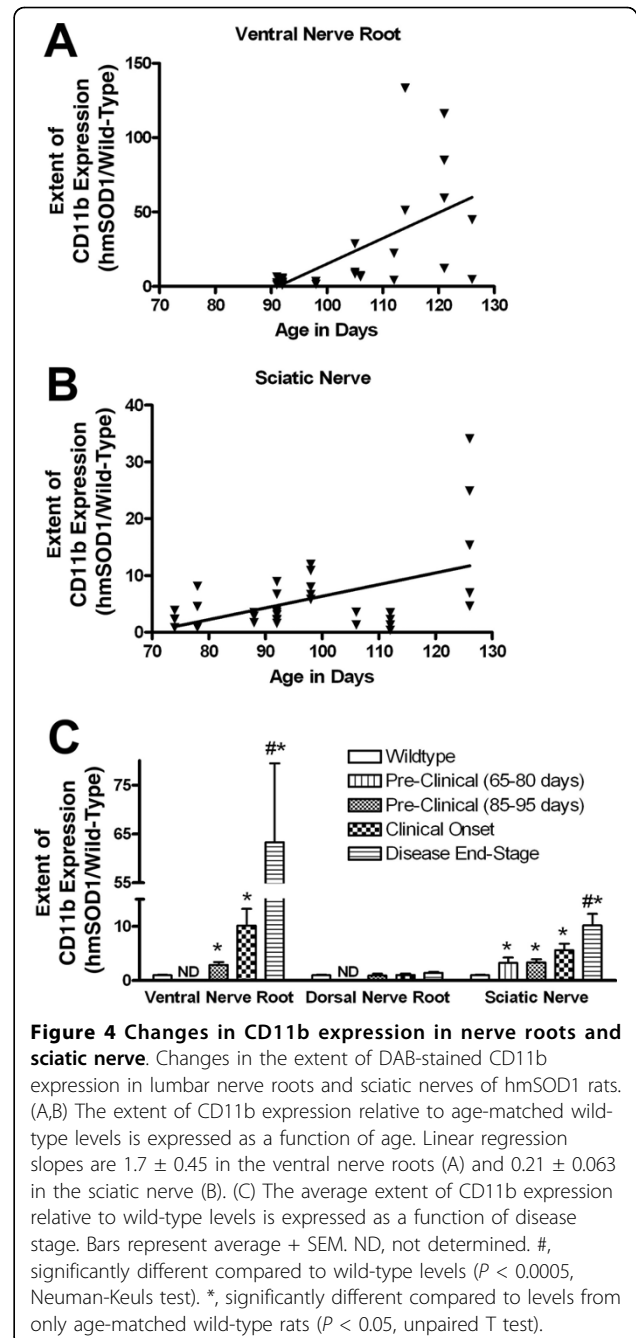 A
Ventral Nerve Root
Extent of
CD11b Expression
(hmSOD1/Wild-Type)
150
100
50
0
70 80 90 100 110 120 130
Age in Days
B
Sciatic Nerve
Extent of
CD11b Expression
(hmSOD1/Wild-Type)
40
30
20
10
0
70 80 90 100 110 120 130
Age in Days
C
Extent of
CD11b Expression
(hmSOD1/Wild-Type)
75
65
55
10
0
#*
Wildtype
Pre-Clinical (65-80 days)
Pre-Clinical (85-95 days)
Clinical Onset
Disease End-Stage
ND * * ND * * * #*
Ventral Nerve Root Dorsal Nerve Root Sciatic Nerve
Figure 4 Changes in CD11b expression in nerve roots and
sciatic nerve. Changes in the extent of DAB-stained CD11b
expression in lumbar nerve roots and sciatic nerves of hmSOD1 rats.
(A,B) The extent of CD11b expression relative to age-matched wild-
type levels is expressed as a function of age. Linear regression
slopes are 1.7 ± 0.45 in the ventral nerve roots (A) and 0.21 ± 0.063
in the sciatic nerve (B). (C) The average extent of CD11b expression
relative to wild-type levels is expressed as a function of disease
stage. Bars represent average + SEM. ND, not determined. #,
significantly different compared to wild-type levels (P < 0.0005,
Neuman-Keuls test). *, significantly different compared to levels from
only age-matched wild-type rats (P < 0.05, unpaired T test).